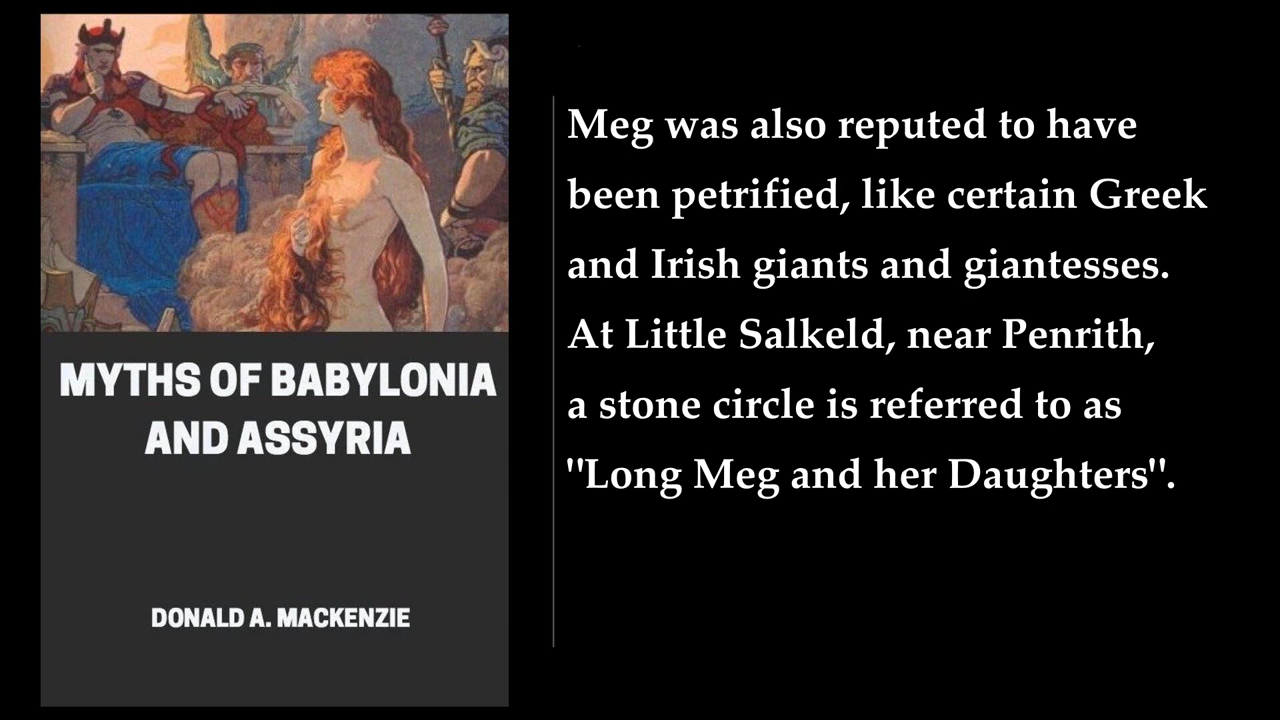 MYTHS OF BABYLONIA
AND ASSYRIA
DONALD A. MACKENZIE
Meg was also reputed to have
been petrified, like certain Greek
and Irish giants and giantesses.
At Little Salkeld, near Penrith,
a stone circle is referred to as
"Long Meg and her Daughters".